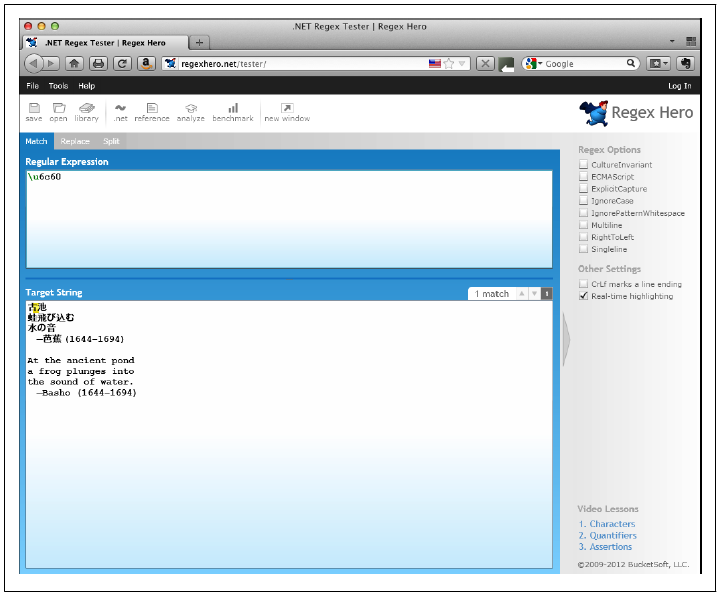 .NET Regex Tester | Regex Hero
.NET Regex Tester | Regex Hero
regexhero.net/tester/
Google
File Tools Help
Log In
save open library .net reference analyze benchmark new window
Regex Hero
Match Replace Split
Regular Expression
\u6c60
Target String
1 match
古池
蛙飛び込む
水の音
—芭蕉 (1644–1694)
At the ancient pond
a frog plunges into
the sound of water.
—Basho (1644–1694)
Regex Options
CultureInvariant
ECMAScript
ExplicitCapture
IgnoreCase
IgnorePatternWhitespace
Multiline
RightToLeft
Singleline
Other Settings
CrLf marks a line ending
Real-time highlighting
Video Lessons
1. Characters
2. Quantifiers
3. Assertions
©2009-2012 BucketSoft, LLC.